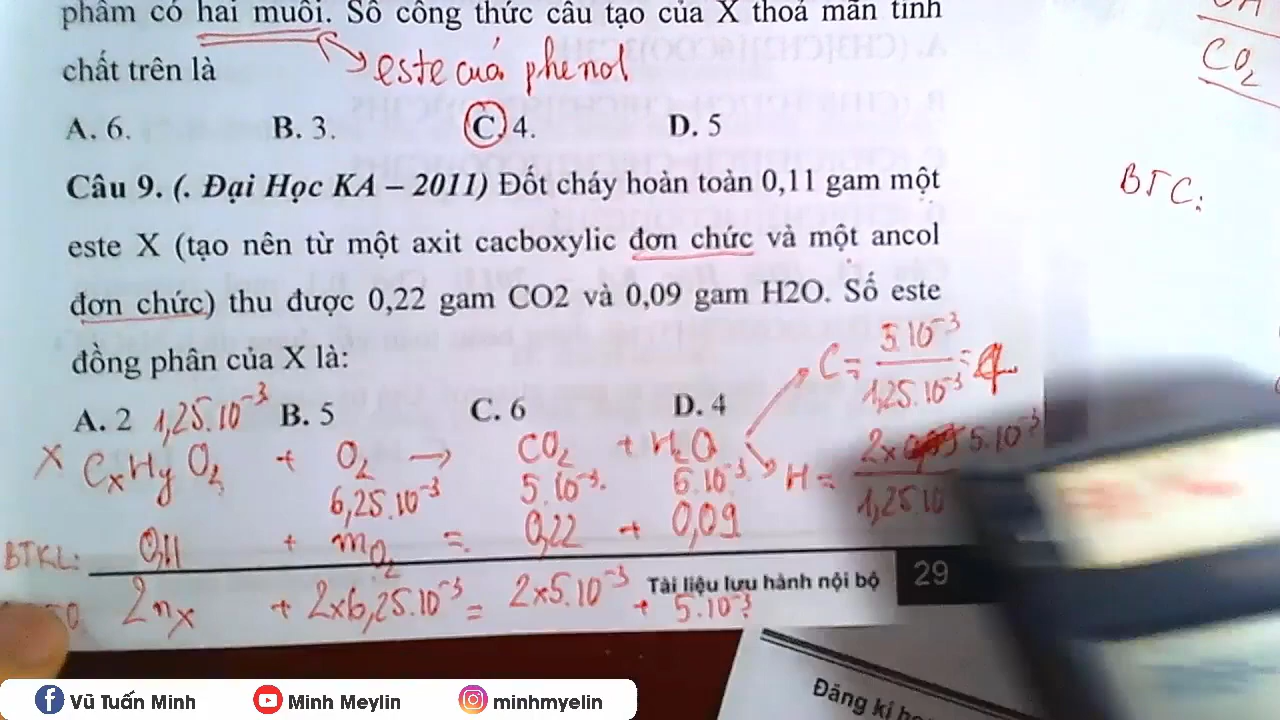 phẩm có hai muối. Số công thức cấu tạo của X thoả mãn tính
chất trên là
este của phenol
CO2
A. 6.
B. 3.
C. 4.
D. 5
Câu 9. (. Đại Học KA – 2011) Đốt cháy hoàn toàn 0,11 gam một
BTC:
este X (tạo nên từ một axit cacboxylic đơn chức và một ancol
đơn chức) thu được 0,22 gam CO2 và 0,09 gam H2O. Số este
đồng phân của X là:
C = 5.10⁻³ / 1,25.10⁻³ = 4
A. 2
1,25.10⁻³
B. 5
C. 6
D. 4
X CxHyO2 + O2 → CO2 + H2O
H = 2x 5.10⁻³ / 1,25.10
6,25.10⁻³ 5.10⁻³. 5.10⁻³.
BTKL: 0,11 + mO2 = 0,22 + 0,09
Tài liệu lưu hành nội bộ
29
2nX + 2x6,25.10⁻³ = 2x5.10⁻³ + 5.10⁻³.
Đăng kí
Vũ Tuấn Minh
Minh Meylin
minhmyelin